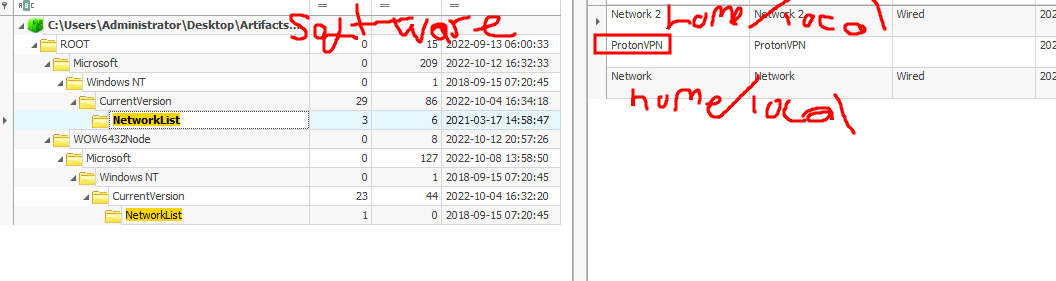 C:\Users\Administrator\Desktop\Artifacts...
software
ROOT 0 15 2022-09-13 06:00:33
Microsoft 0 209 2022-10-12 16:32:33
Windows NT 0 1 2018-09-15 07:20:45
CurrentVersion 29 86 2022-10-04 16:34:18
NetworkList 3 6 2021-03-17 14:58:47
WOW6432Node 0 8 2022-10-12 20:57:26
Microsoft 0 127 2022-10-08 13:58:50
Windows NT 0 1 2018-09-15 07:20:45
CurrentVersion 23 44 2022-10-04 16:32:20
NetworkList 1 0 2018-09-15 07:20:45
Network 2 Network 2 Wired 202
home/local
ProtonVPN ProtonVPN 202
Network Network Wired 202
home/local